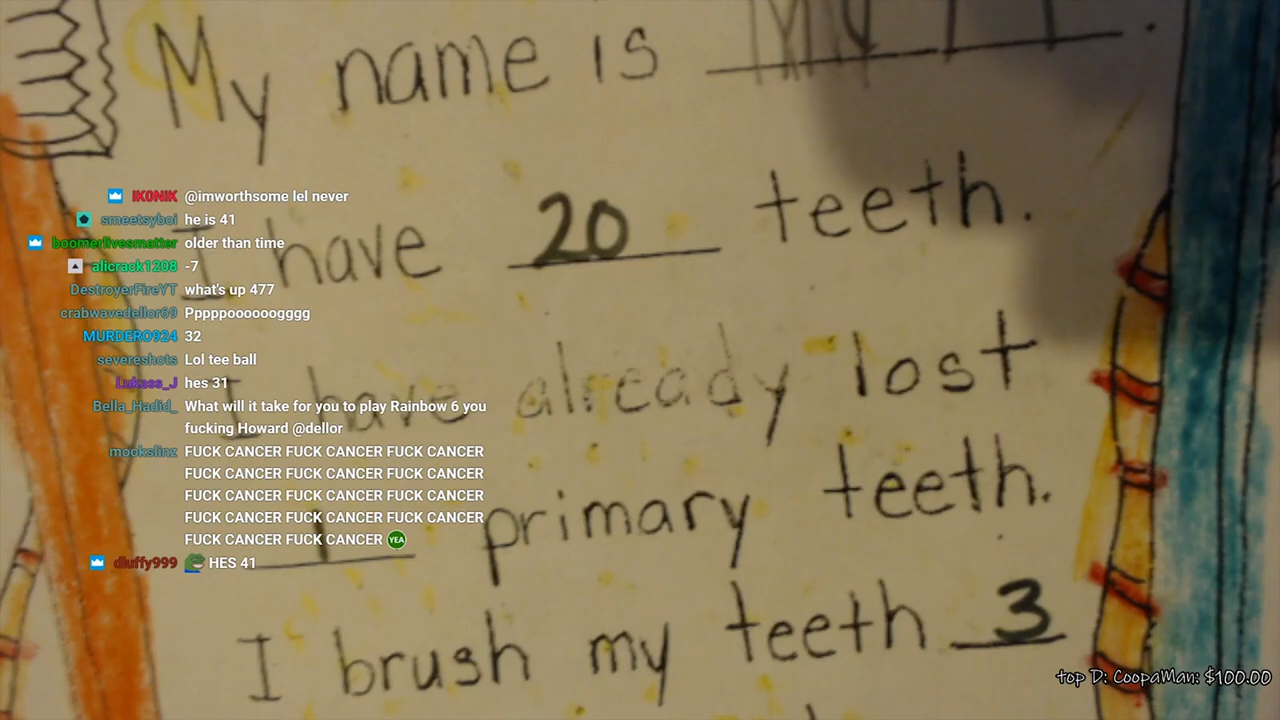 My name is
I have 20 teeth.
I have already lost
1 primary teeth.
I brush my teeth 3
IK0NIK @imworthsome lel never
smeetsyboi he is 41
boomerlivesmatter older than time
alicrack1208 -7
DestroyerFireYT what's up 477
crabwavedellor69 Pppppoooooogggg
MURDERO924 32
severeshots Lol tee ball
Lukass_J hes 31
Bella_Hadid_ What will it take for you to play Rainbow 6 you
fucking Howard @dellor
mookslinz FUCK CANCER FUCK CANCER FUCK CANCER
FUCK CANCER FUCK CANCER FUCK CANCER
FUCK CANCER FUCK CANCER FUCK CANCER
FUCK CANCER FUCK CANCER FUCK CANCER
FUCK CANCER FUCK CANCER YEA
dluffy999 HES 41
top D: CoopaMan: $100.00